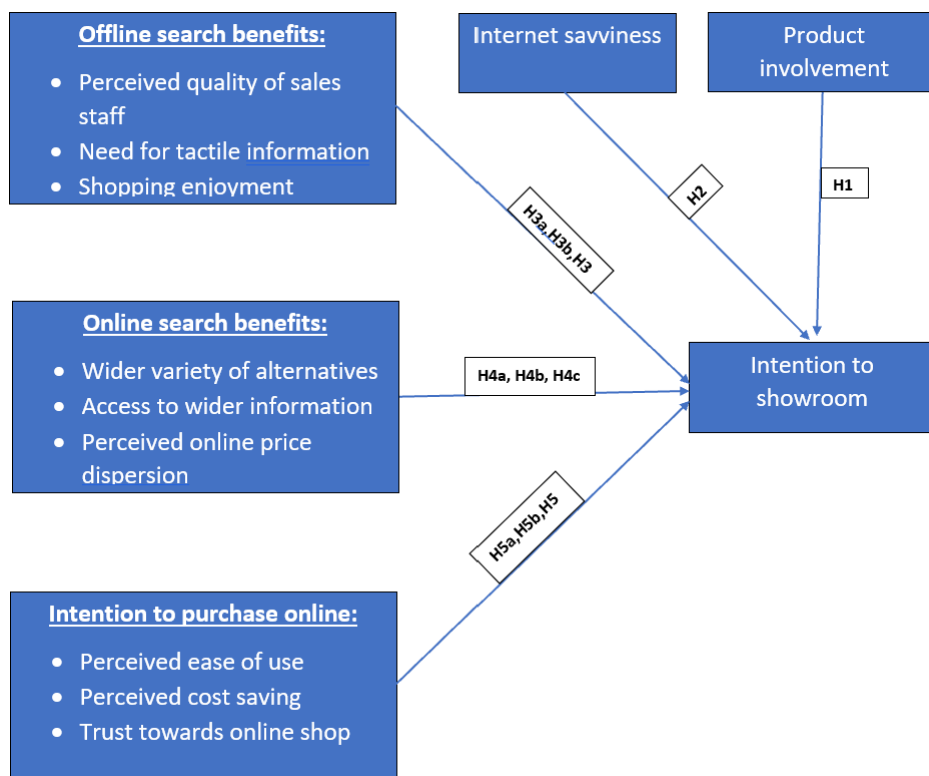 Offline search benefits:
• Perceived quality of sales
staff
• Need for tactile information
• Shopping enjoyment
Internet savviness
Product
involvement
H1
H2
H3a,H3b,H3
Online search benefits:
• Wider variety of alternatives
• Access to wider information
• Perceived online price
dispersion
H4a, H4b, H4c
Intention to
showroom
H5a,H5b,H5
Intention to purchase online:
• Perceived ease of use
• Perceived cost saving
• Trust towards online shop